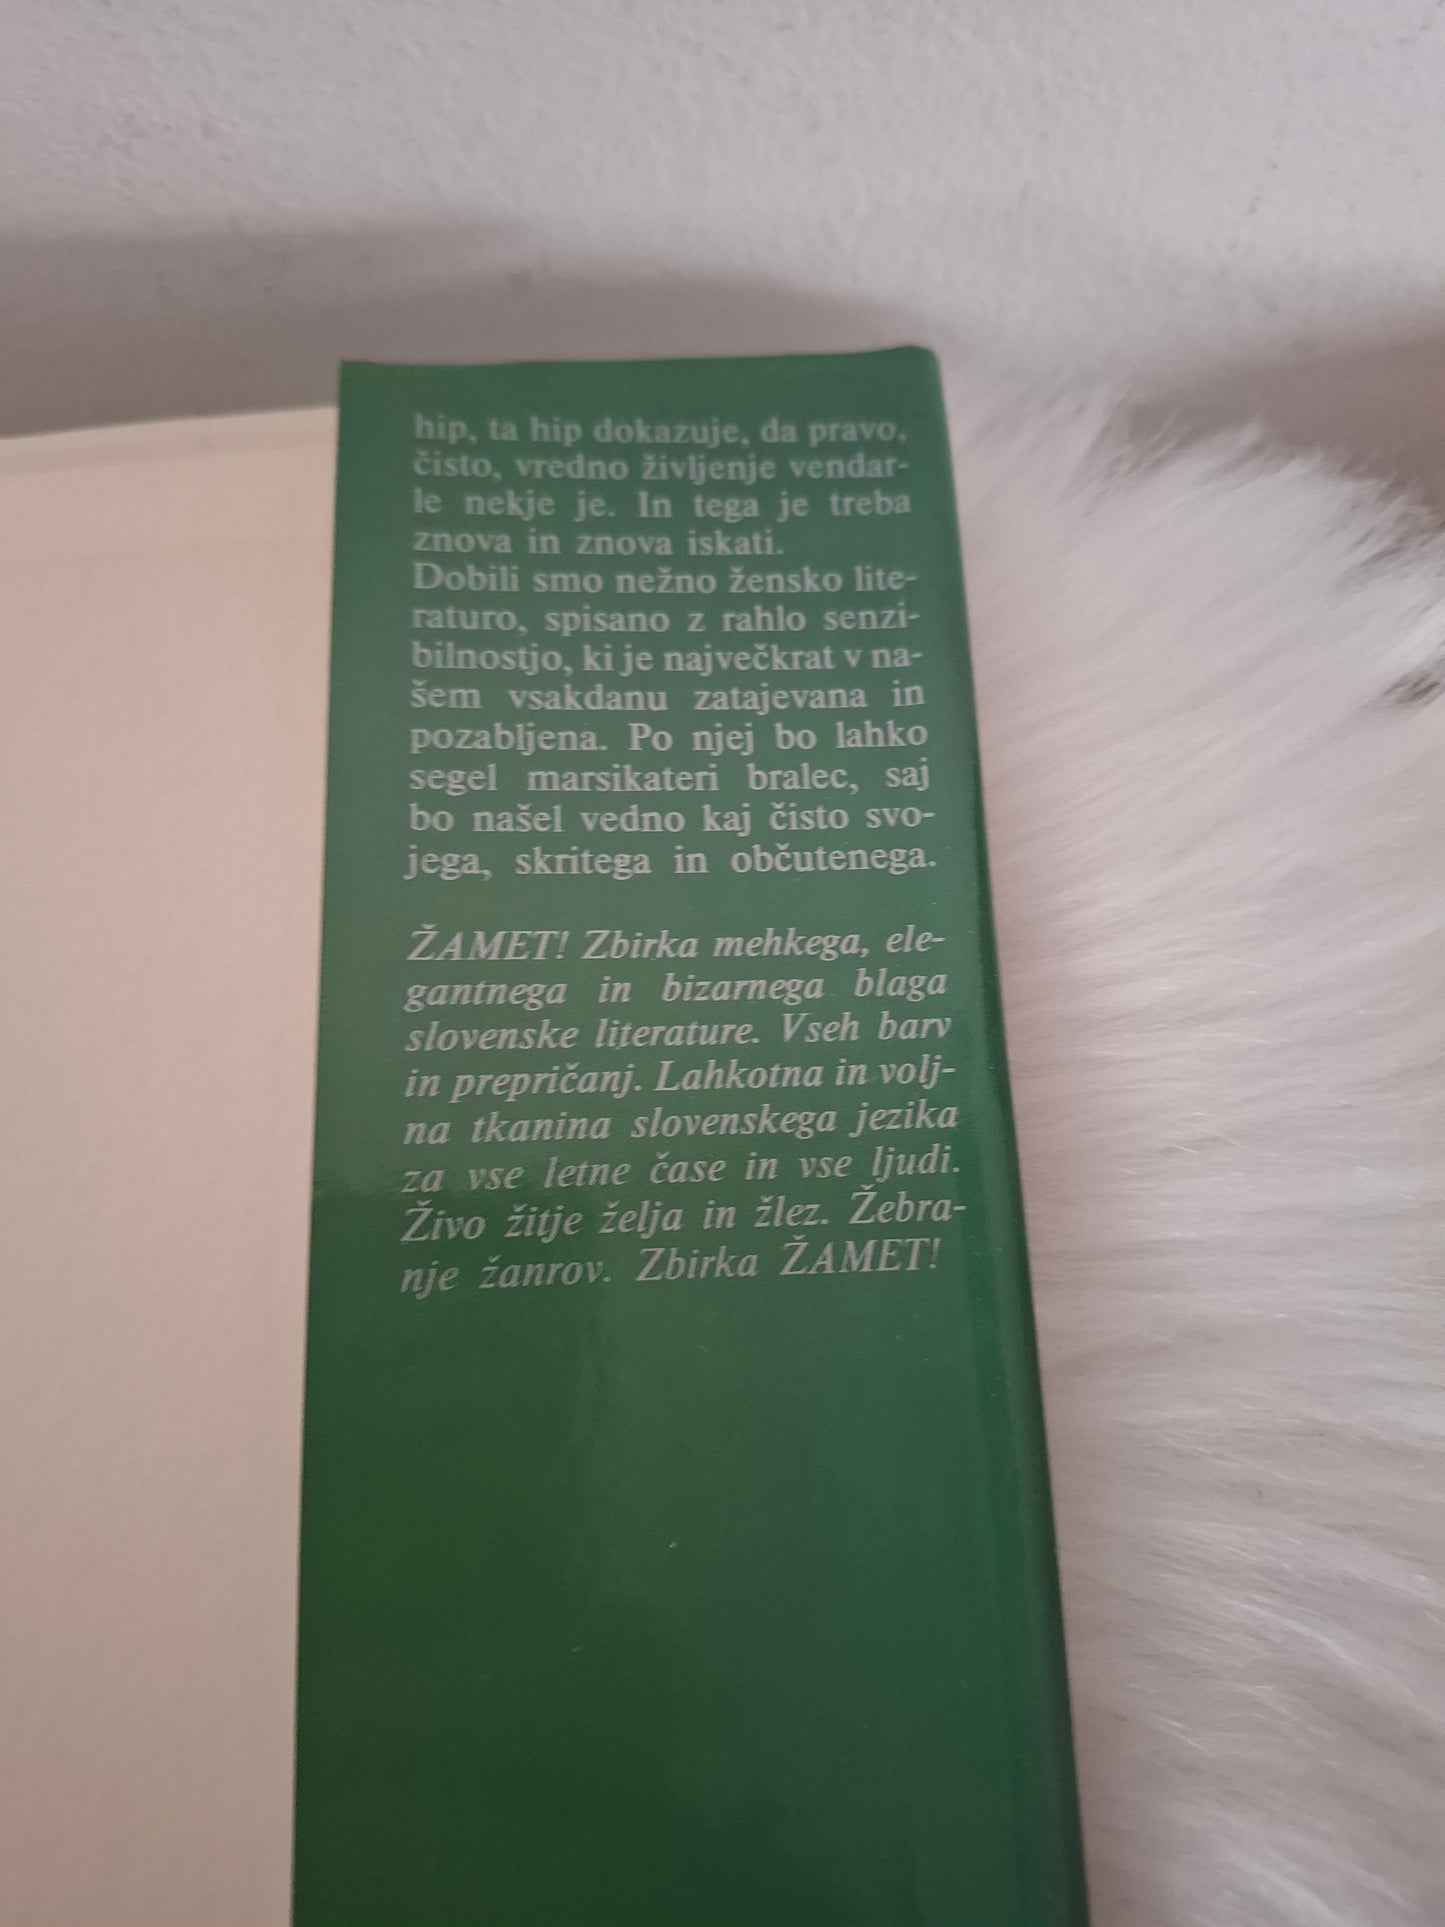 hip, ta hip dokazuje, da pravo,
čisto, vredno življenje vendar-
le nekje je. In tega je treba
znova in znova iskati.
Dobili smo nežno žensko lite-
raturo, spisano z rahlo senzi-
bilnostjo, ki je največkrat v na-
šem vsakdanu zatajevana in
pozabljena. Po njej bo lahko
segel marsikateri bralec, saj
bo našel vedno kaj čisto svo-
jega, skritega in občutenega.
ŽAMET! Zbirka mehkega, ele-
gantnega in bizarnega blaga
slovenske literature. Vseh barv
in prepričanj. Lahkotna in volj-
na tkanina slovenskega jezika
za vse letne čase in vse ljudi.
Živo žitje želja in žlez. Žebra-
nje žanrov. Zbirka ŽAMET!